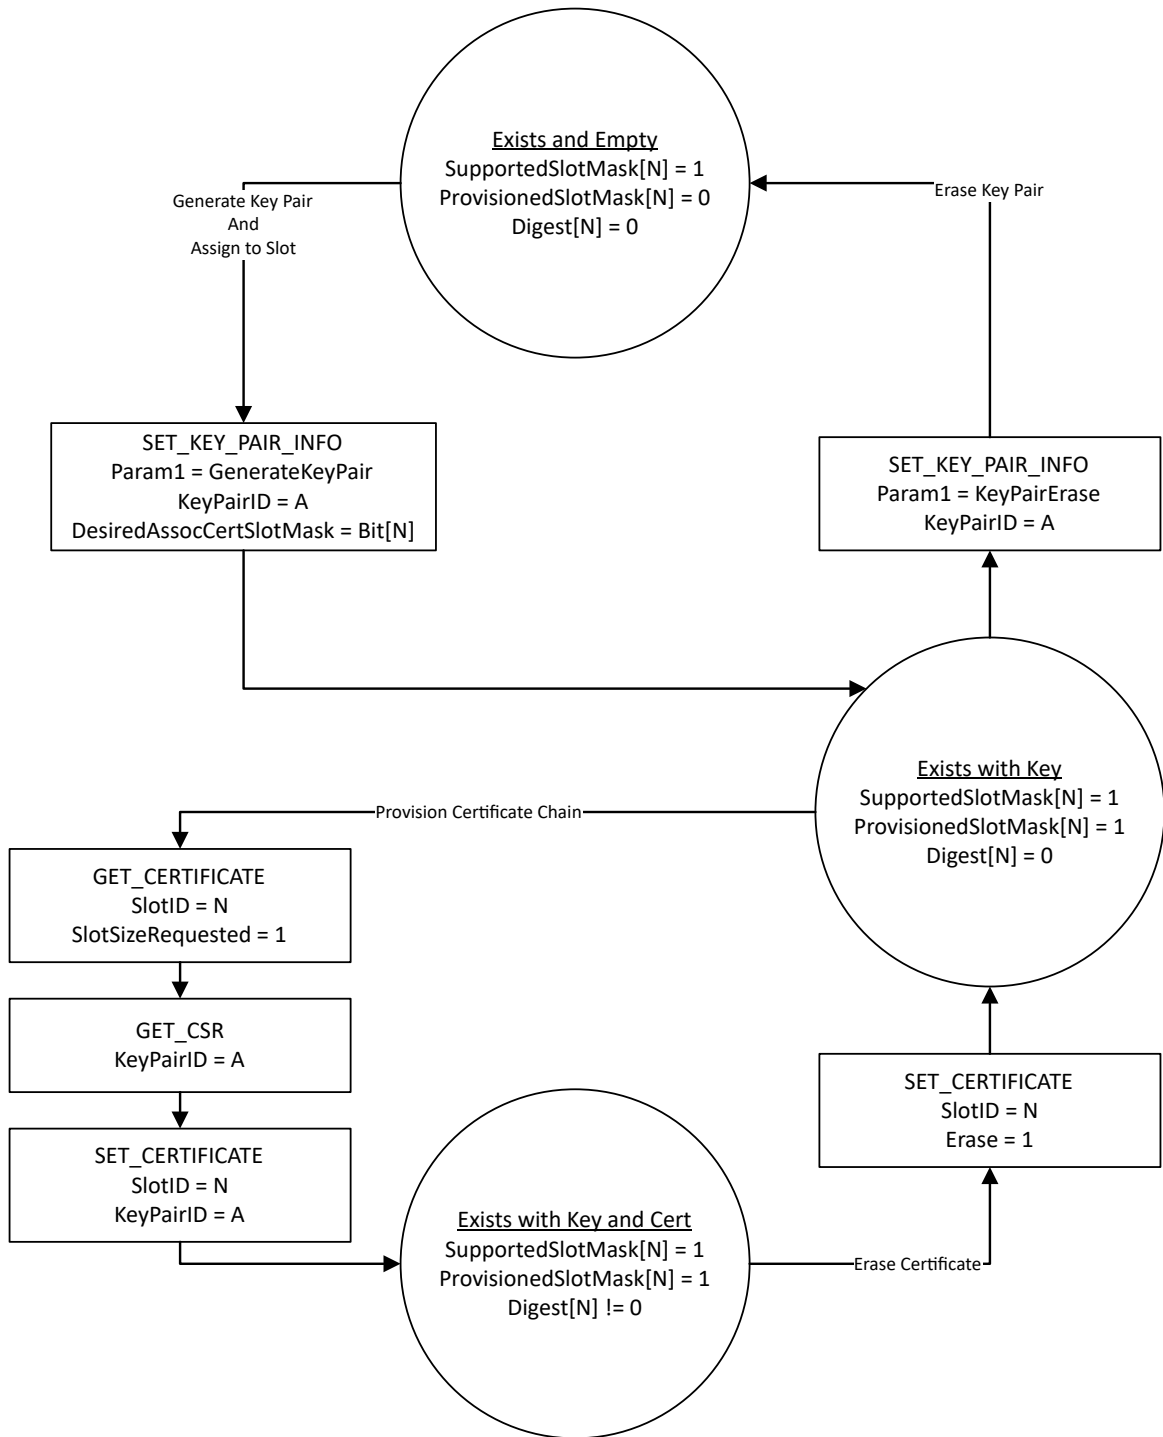 Exists and Empty
SupportedSlotMask[N] = 1
ProvisionedSlotMask[N] = 0
Digest[N] = 0
Generate Key Pair
And
Assign to Slot
Erase Key Pair
SET_KEY_PAIR_INFO
Param1 = GenerateKeyPair
KeyPairID = A
DesiredAssocCertSlotMask = Bit[N]
SET_KEY_PAIR_INFO
Param1 = KeyPairErase
KeyPairID = A
Exists with Key
SupportedSlotMask[N] = 1
ProvisionedSlotMask[N] = 1
Digest[N] = 0
Provision Certificate Chain
GET_CERTIFICATE
SlotID = N
SlotSizeRequested = 1
GET_CSR
KeyPairID = A
SET_CERTIFICATE
SlotID = N
KeyPairID = A
Exists with Key and Cert
SupportedSlotMask[N] = 1
ProvisionedSlotMask[N] = 1
Digest[N] != 0
Erase Certificate
SET_CERTIFICATE
SlotID = N
Erase = 1